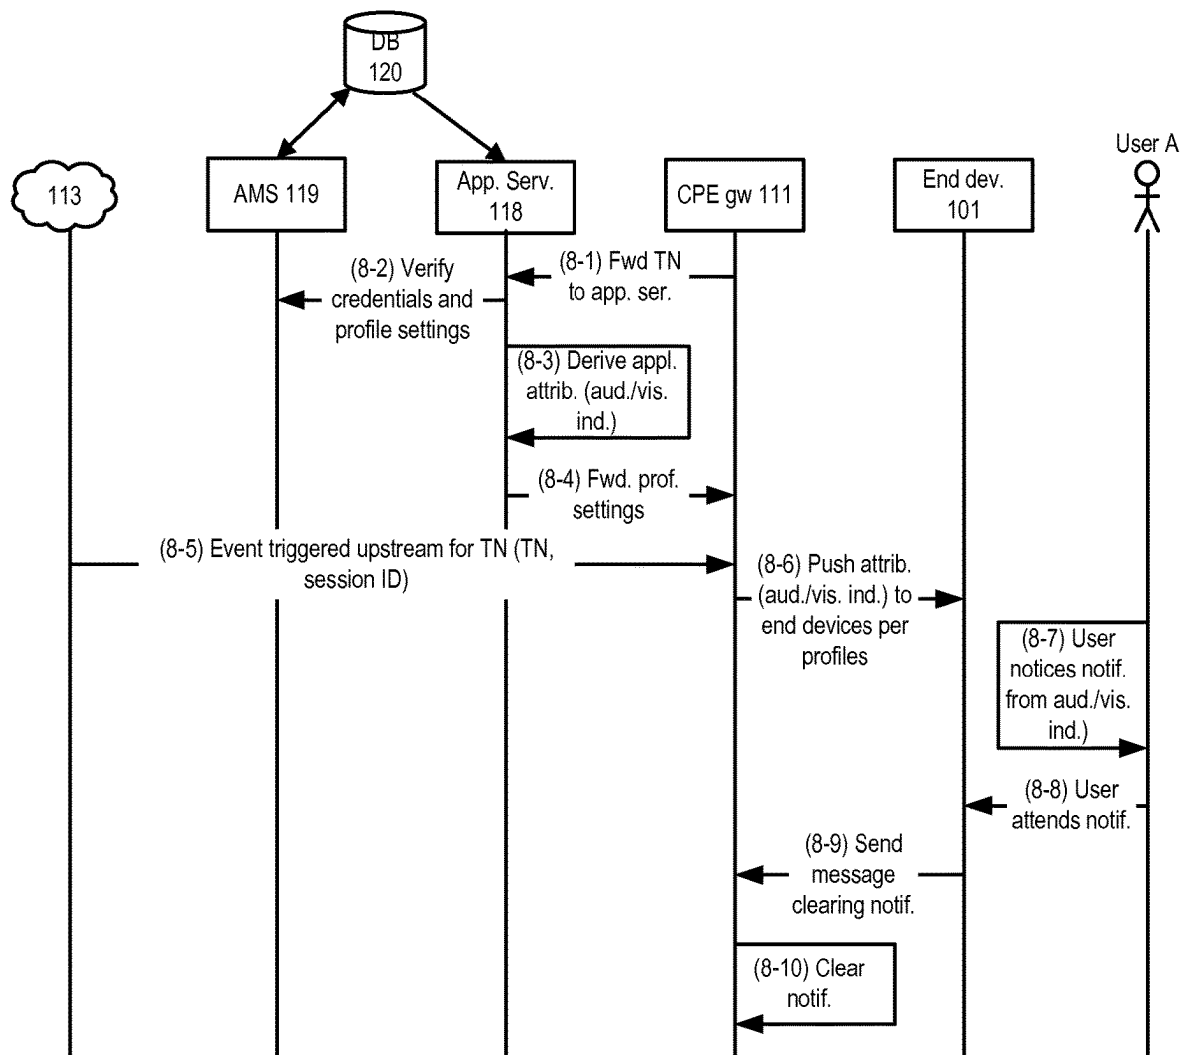 DB
120
User A
113
AMS 119
App. Serv.
118
CPE gw 111
End dev.
101
(8-1) Fwd TN
to app. ser.
(8-2) Verify
credentials and
profile settings
(8-3) Derive appl.
attrib. (aud./vis.
ind.)
(8-4) Fwd. prof.
settings
(8-5) Event triggered upstream for TN (TN,
session ID)
(8-6) Push attrib.
(aud./vis. ind.) to
end devices per
profiles
(8-7) User
notices notif.
from aud./vis.
ind.)
(8-8) User
attends notif.
(8-9) Send
message
clearing notif.
(8-10) Clear
notif.